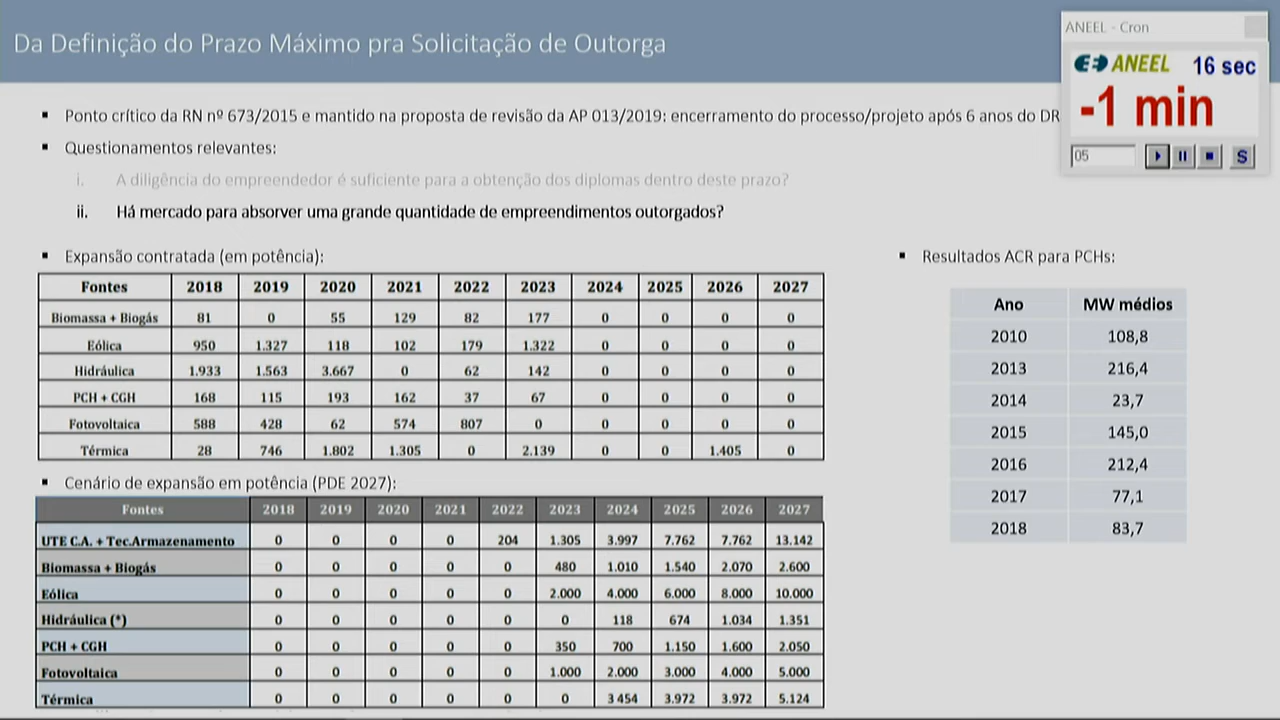 Da Definição do Prazo Máximo pra Solicitação de Outorga
ANEEL - Cron
ANEEL 16 sec
-1 min
05
S
▪ Ponto crítico da RN nº 673/2015 e mantido na proposta de revisão da AP 013/2019: encerramento do processo/projeto após 6 anos do DR
▪ Questionamentos relevantes:
i. A diligência do empreendedor é suficiente para a obtenção dos diplomas dentro deste prazo?
ii. Há mercado para absorver uma grande quantidade de empreendimentos outorgados?
▪ Expansão contratada (em potência):
Fontes 2018 2019 2020 2021 2022 2023 2024 2025 2026 2027
Biomassa + Biogás 81 0 55 129 82 177 0 0 0 0
Eólica 950 1.327 118 102 179 1.322 0 0 0 0
Hidráulica 1.933 1.563 3.667 0 62 142 0 0 0 0
PCH + CGH 168 115 193 162 37 67 0 0 0 0
Fotovoltaica 588 428 62 574 807 0 0 0 0 0
Térmica 28 746 1.802 1.305 0 2.139 0 0 1.405 0
▪ Cenário de expansão em potência (PDE 2027):
Fontes 2018 2019 2020 2021 2022 2023 2024 2025 2026 2027
UTE C.A. + Tec.Armazenamento 0 0 0 0 204 1.305 3.997 7.762 7.762 13.142
Biomassa + Biogás 0 0 0 0 0 480 1.010 1.540 2.070 2.600
Eólica 0 0 0 0 0 2.000 4.000 6.000 8.000 10.000
Hidráulica (*) 0 0 0 0 0 0 118 674 1.034 1.351
PCH + CGH 0 0 0 0 0 350 700 1.150 1.600 2.050
Fotovoltaica 0 0 0 0 0 1.000 2.000 3.000 4.000 5.000
Térmica 0 0 0 0 0 0 3 454 3.972 3.972 5.124
▪ Resultados ACR para PCHs:
Ano MW médios
2010 108,8
2013 216,4
2014 23,7
2015 145,0
2016 212,4
2017 77,1
2018 83,7